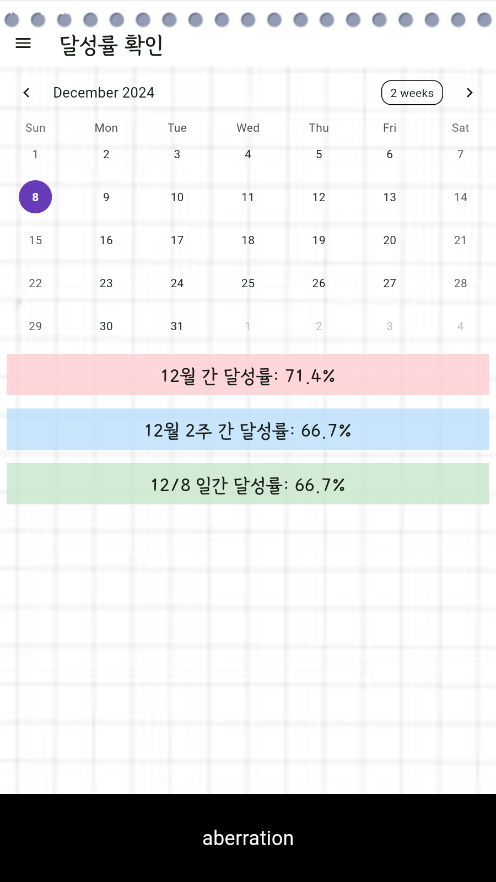 달성률 확인
December 2024 2 weeks
Sun Mon Tue Wed Thu Fri Sat
1 2 3 4 5 6 7
8 9 10 11 12 13 14
15 16 17 18 19 20 21
22 23 24 25 26 27 28
29 30 31 1 2 3 4
12월 간 달성률: 71.4%
12월 2주 간 달성률: 66.7%
12/8 일간 달성률: 66.7%
aberration